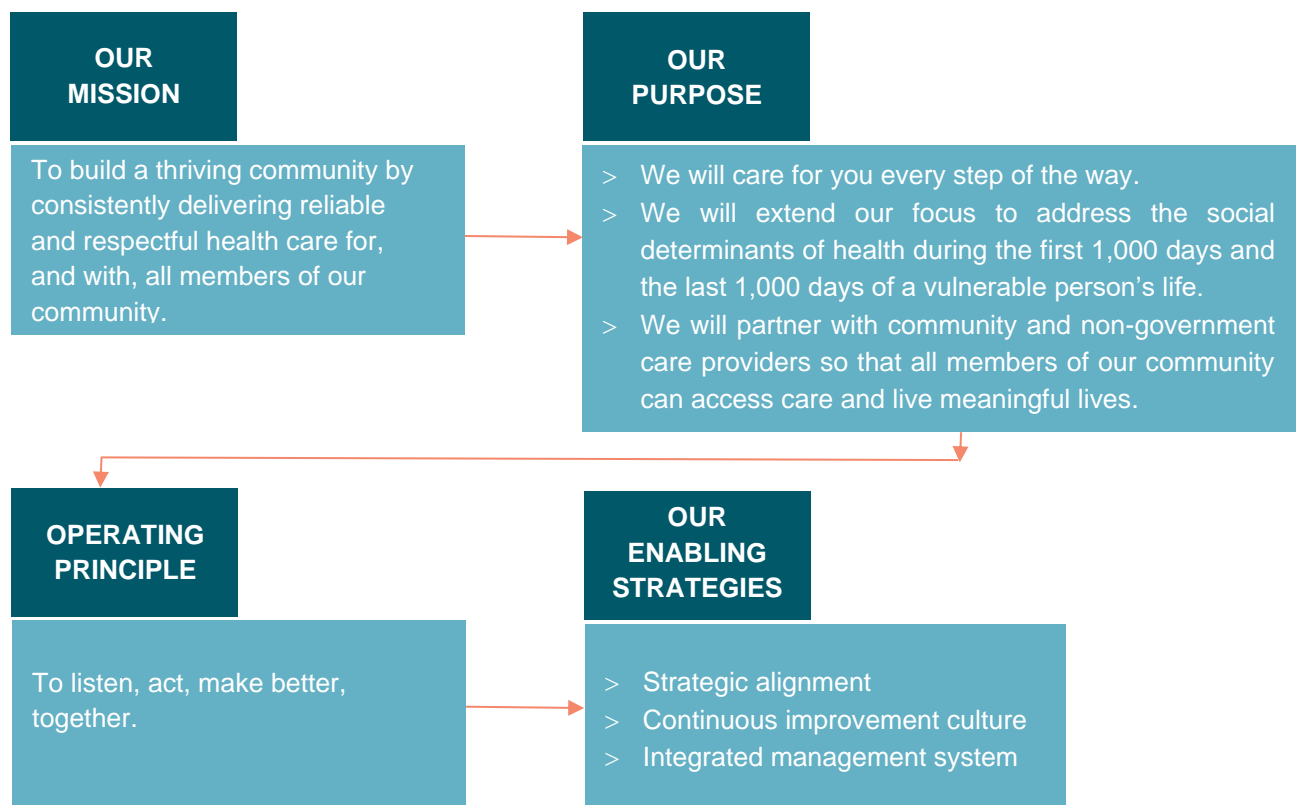 OUR
MISSION
To build a thriving community by
consistently delivering reliable
and respectful health care for,
and with, all members of our
community.
OUR
PURPOSE
> We will care for you every step of the way.
> We will extend our focus to address the social
determinants of health during the first 1,000 days and
the last 1,000 days of a vulnerable person’s life.
> We will partner with community and non-government
care providers so that all members of our community
can access care and live meaningful lives.
OPERATING
PRINCIPLE
To listen, act, make better,
together.
OUR
ENABLING
STRATEGIES
> Strategic alignment
> Continuous improvement culture
> Integrated management system